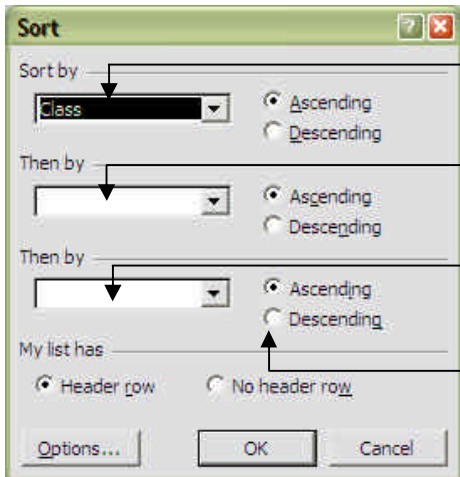 Sort
Sort by
Class
Ascending
Descending
Then by
Ascending
Descending
Then by
Ascending
Descending
My list has
Header row
No header row
Options...
OK
Cancel